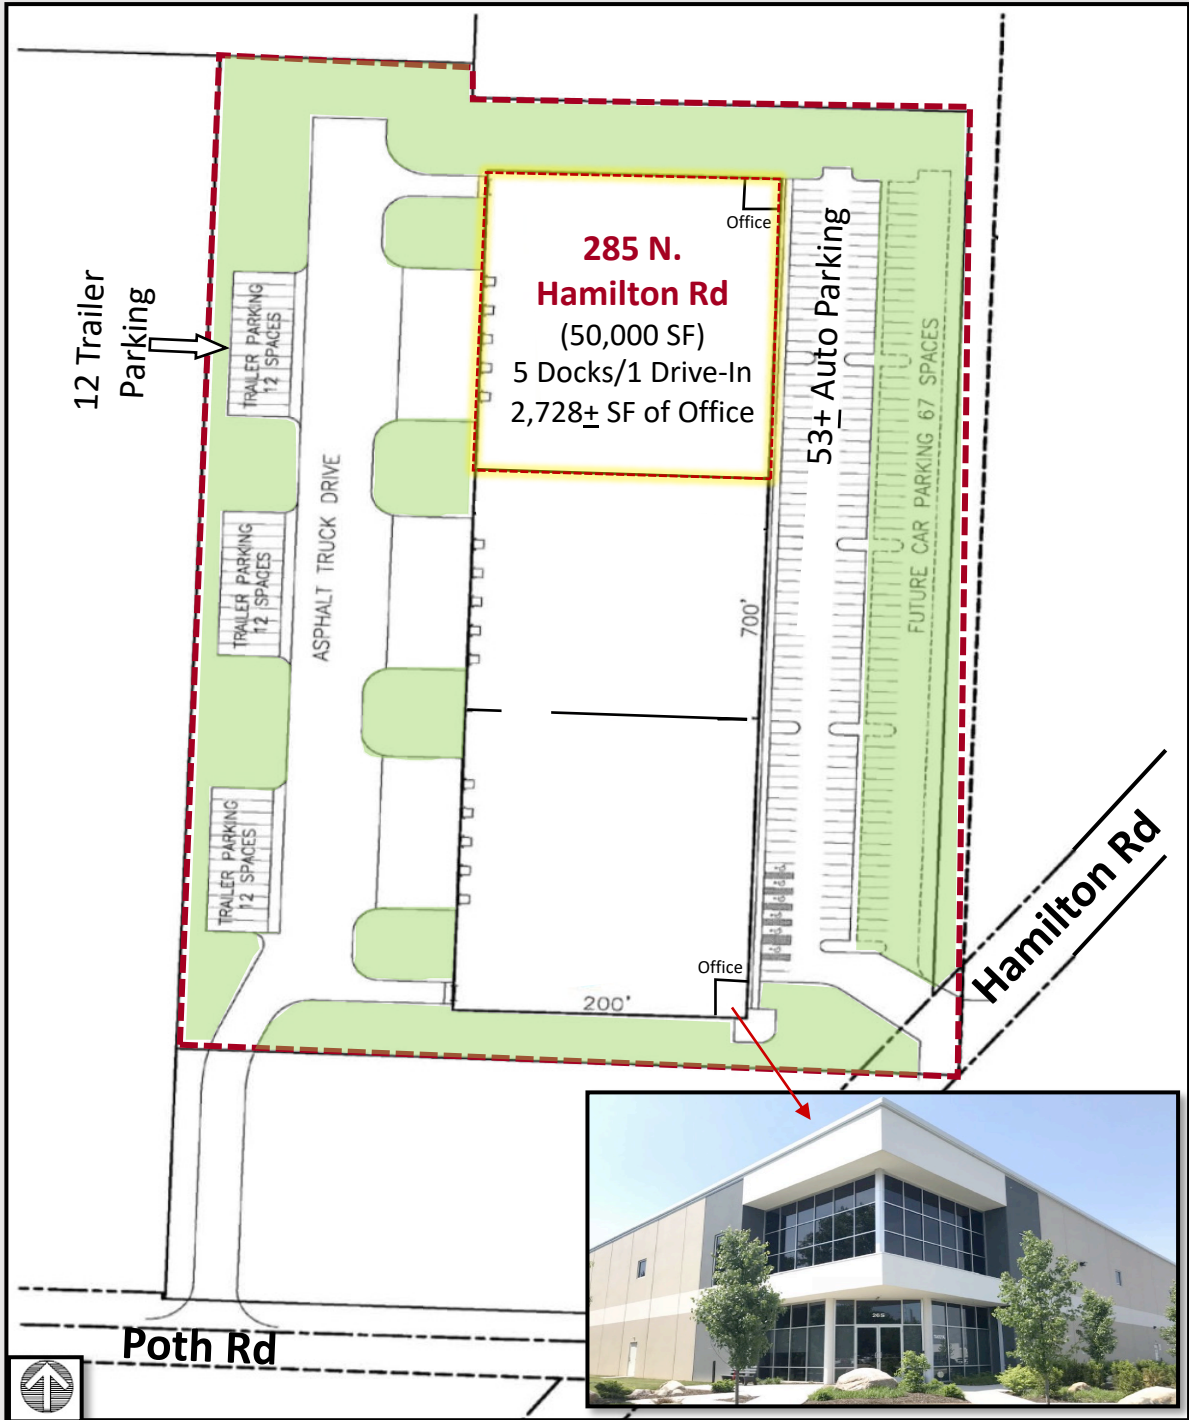 Office
285 N.
Hamilton Rd
(50,000 SF)
5 Docks/1 Drive-In
2,728± SF of Office
12 Trailer
Parking
TRAILER PARKING
12 SPACES
53+ Auto Parking
FUTURE CAR PARKING 67 SPACES
ASPHALT TRUCK DRIVE
TRAILER PARKING
12 SPACES
700'
TRAILER PARKING
12 SPACES
Hamilton Rd
Office
200'
Poth Rd